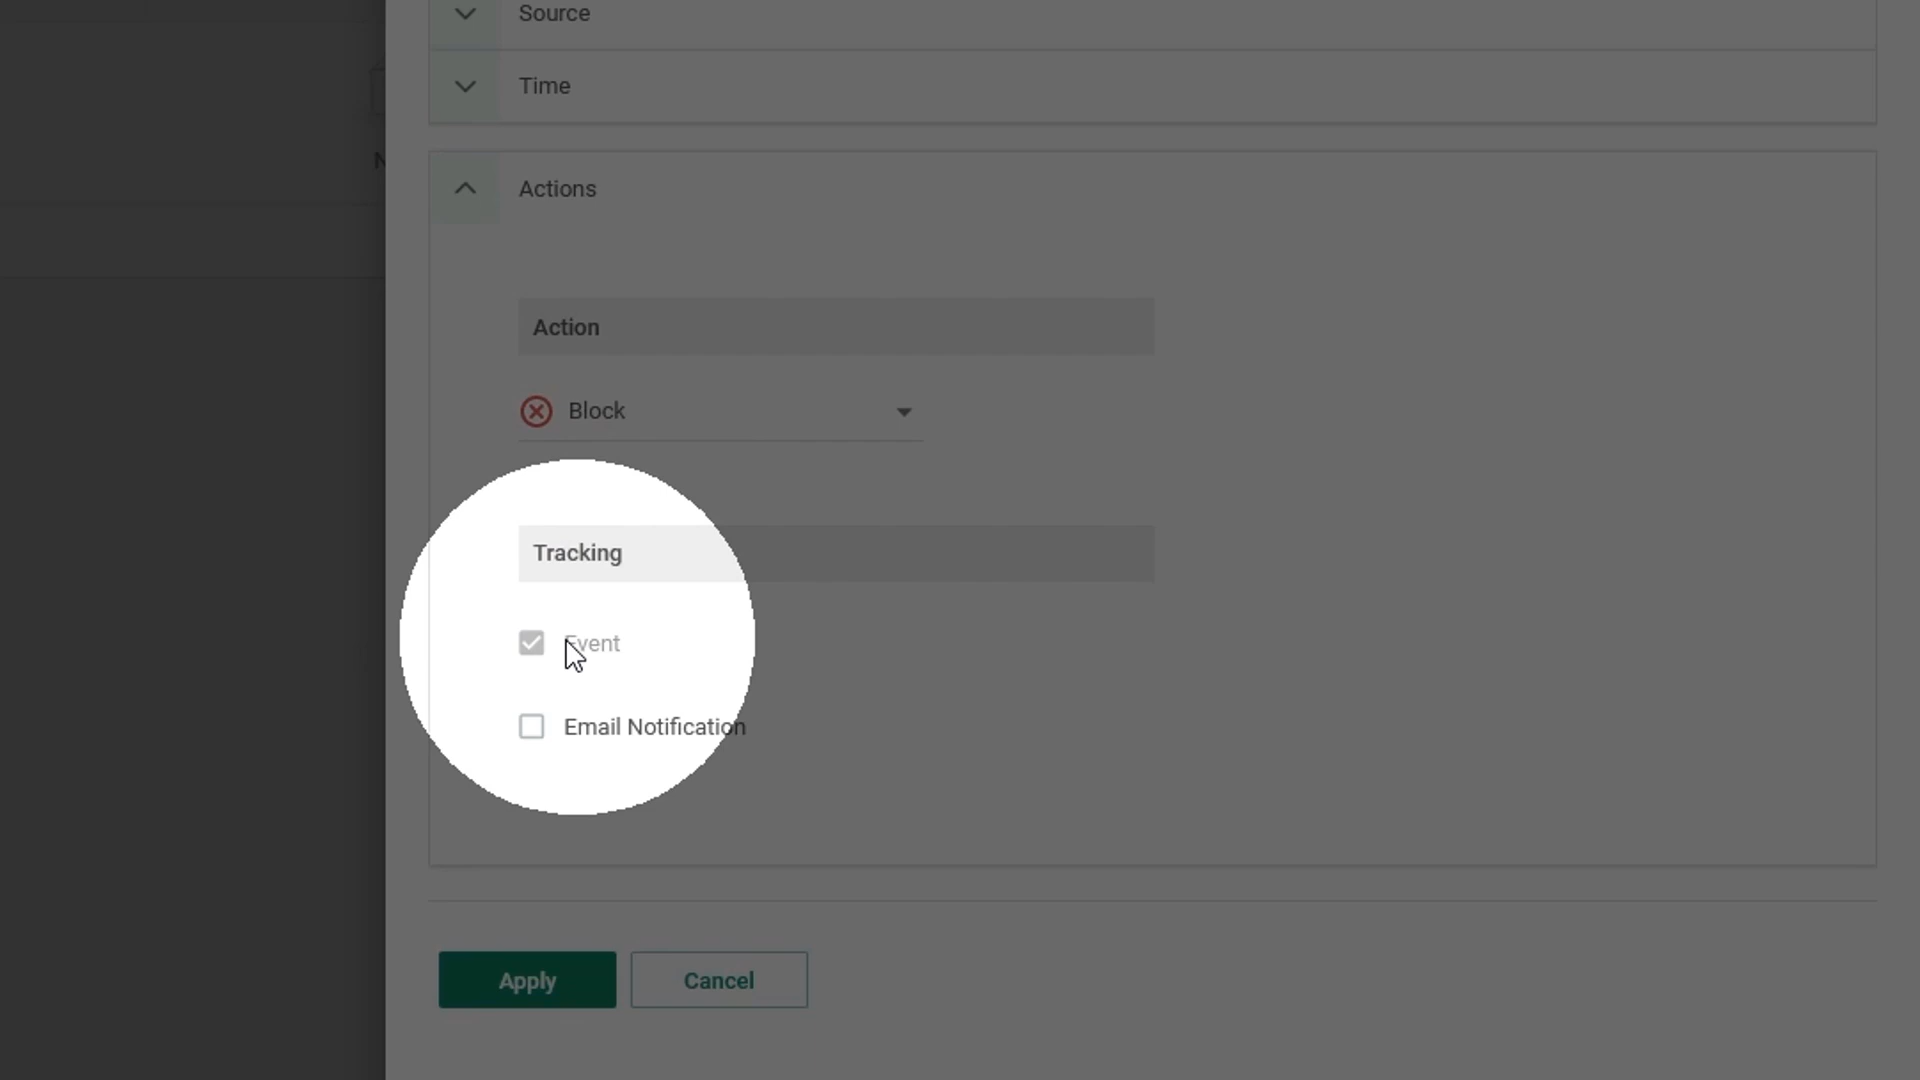 Source
Time
Actions
Action
Block
Tracking
Event
Email Notification
Apply
Cancel